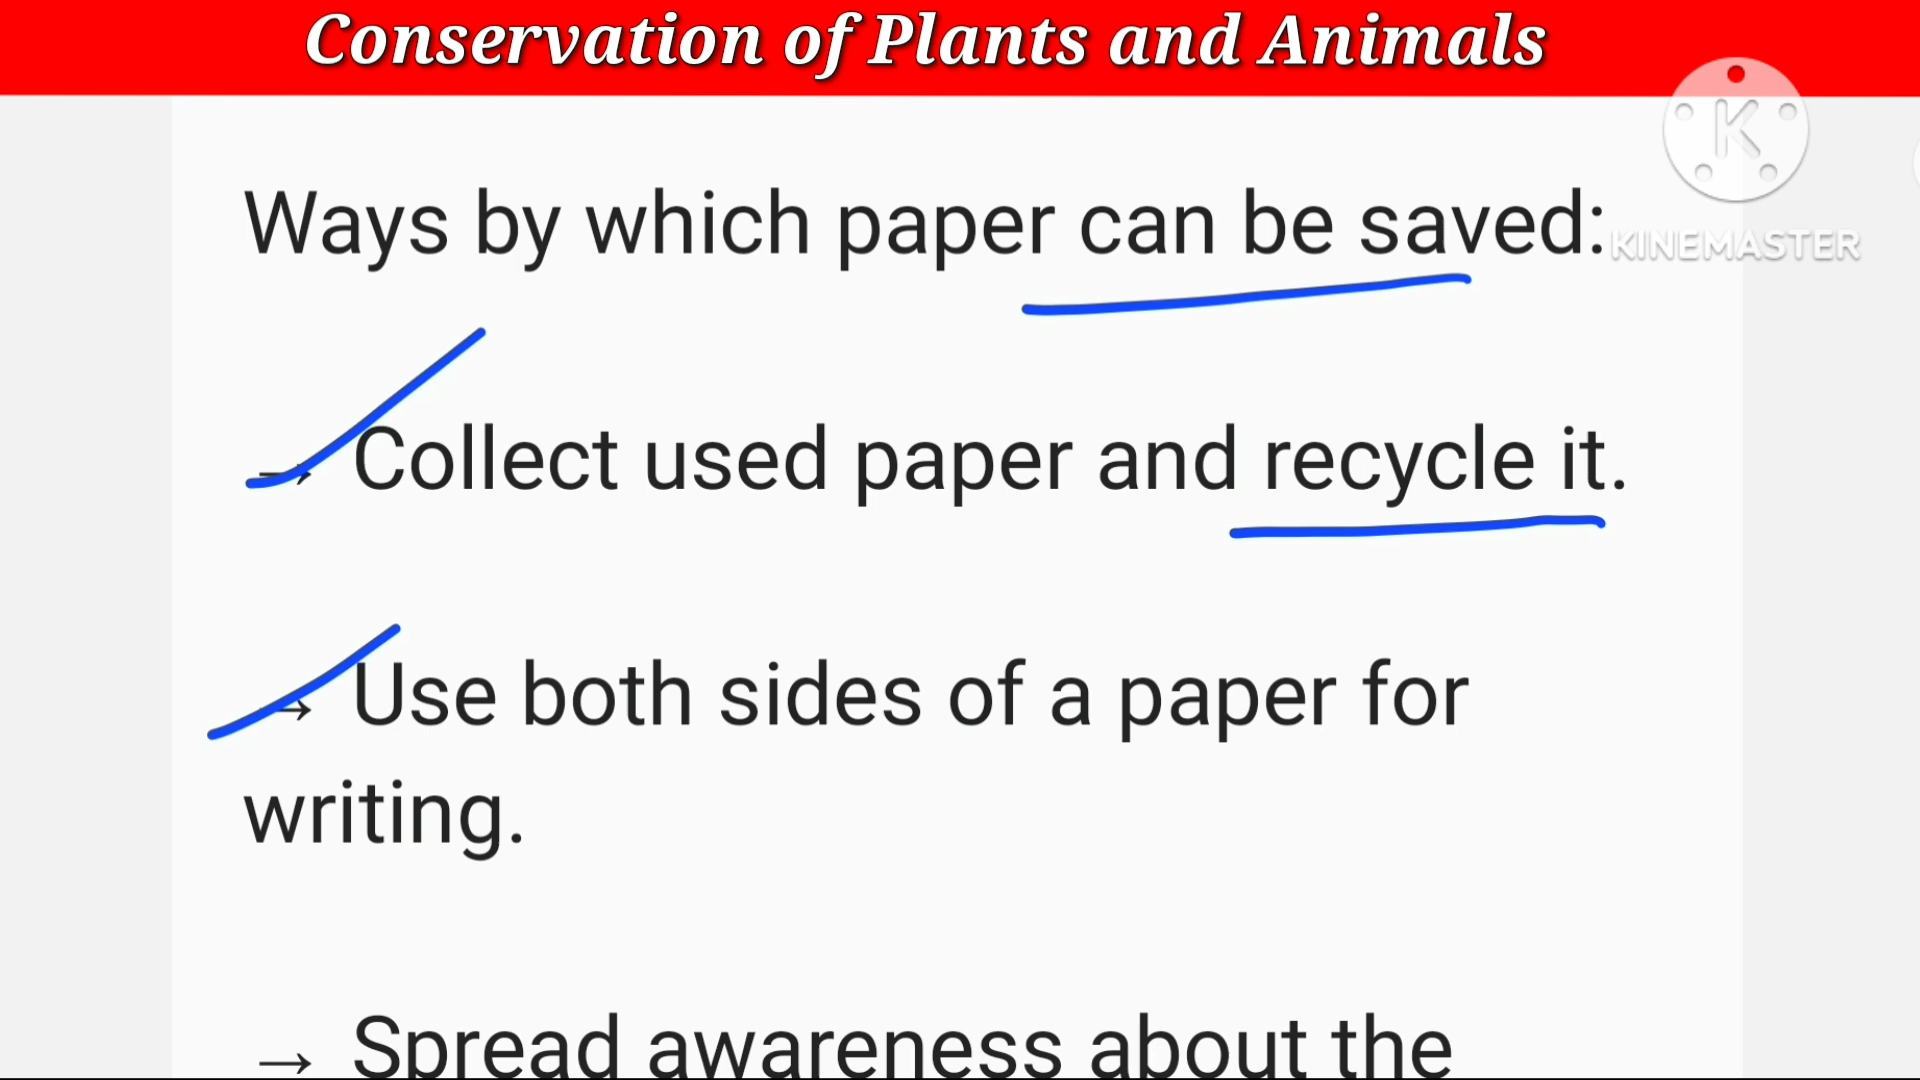 Conservation of Plants and Animals
K
KINEMASTER
Ways by which paper can be saved:
→ Collect used paper and recycle it.
→ Use both sides of a paper for
writing.
→ Spread awareness about the